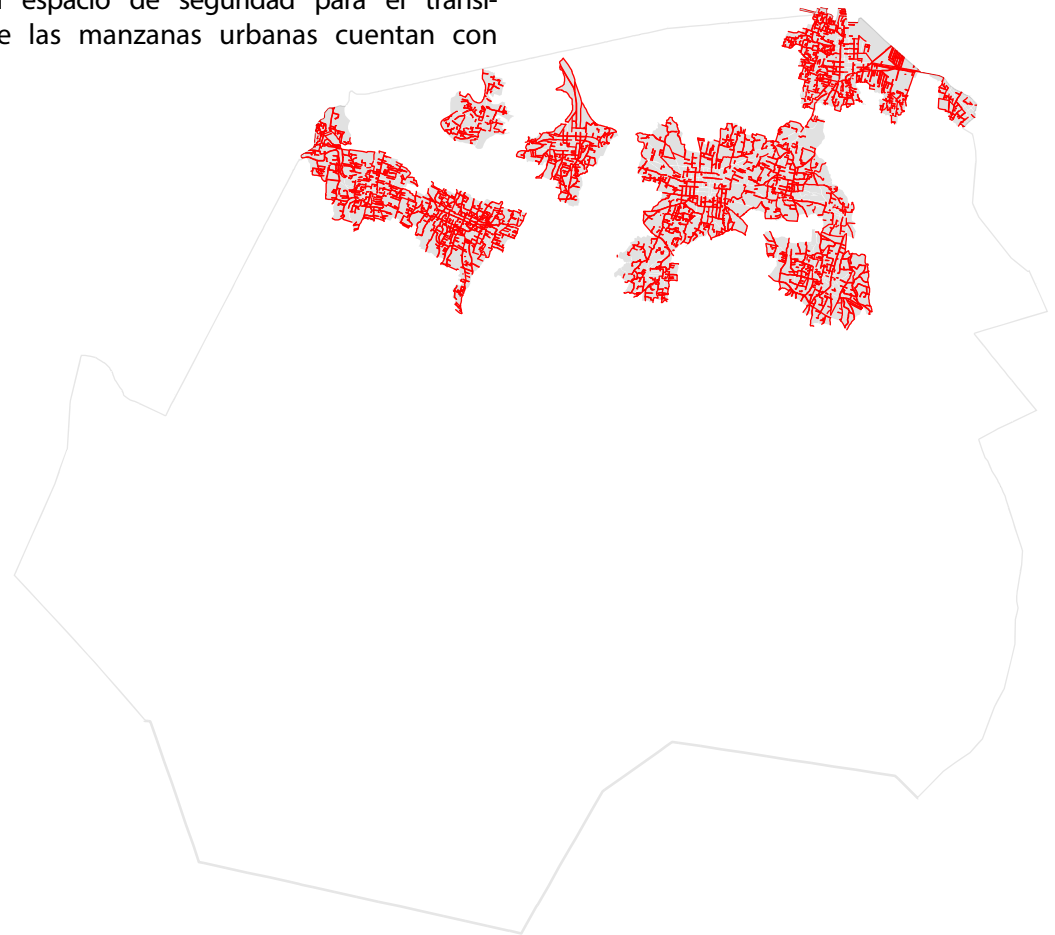 espacio de seguridad para el transi-
las manzanas urbanas cuentan con